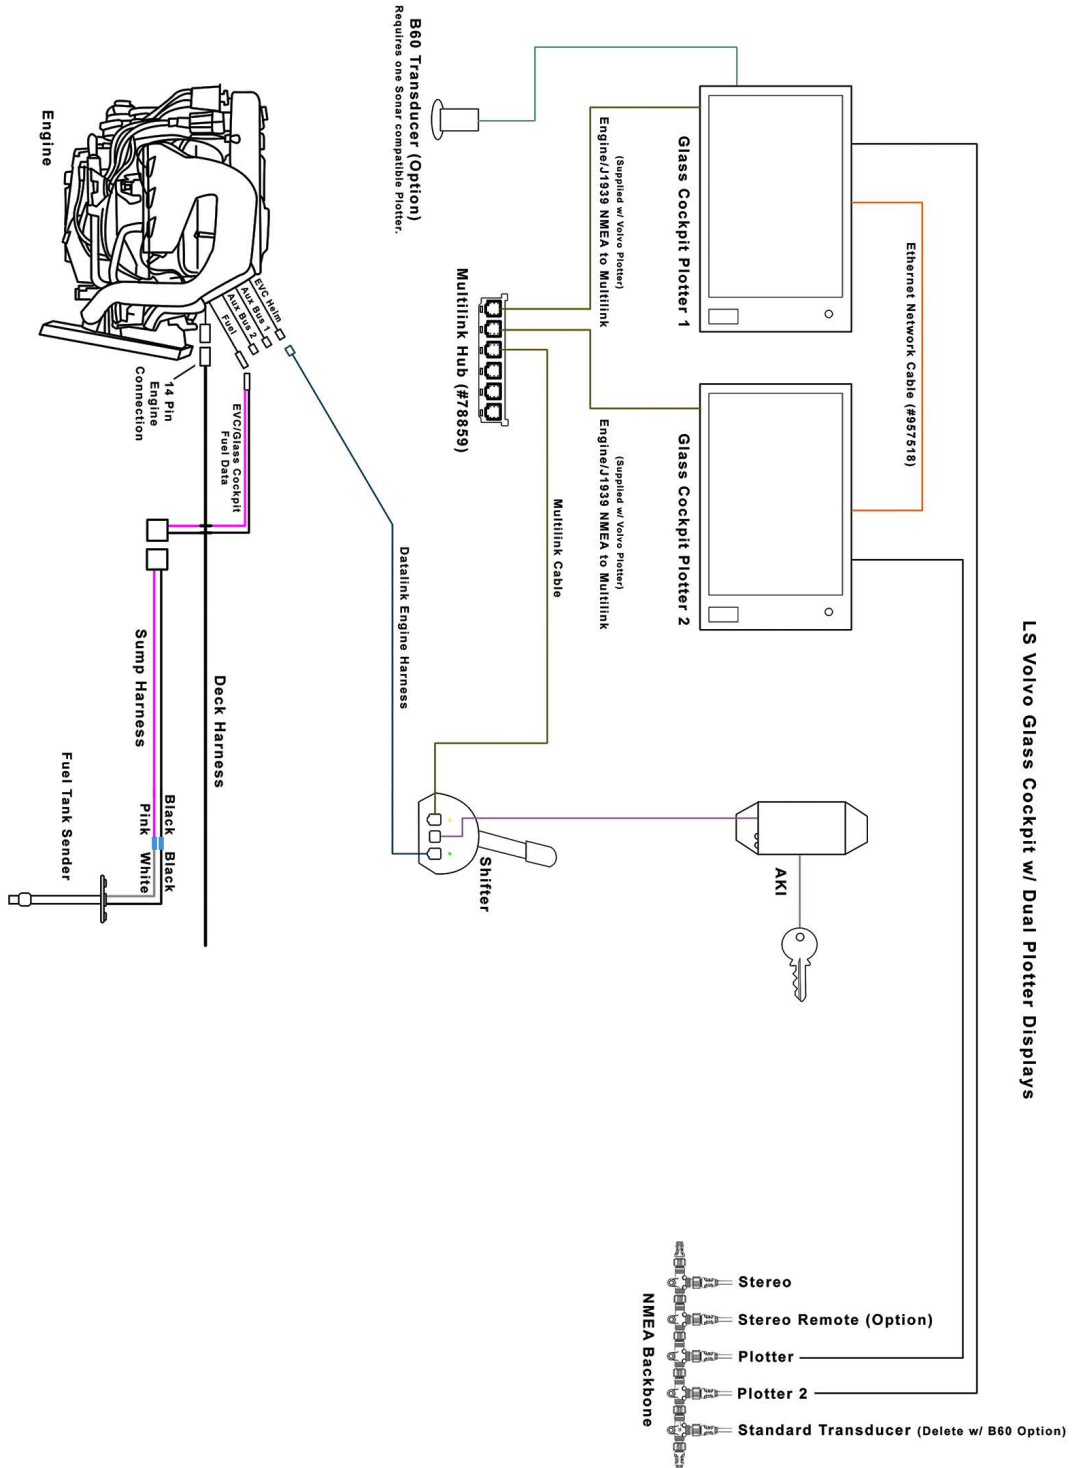 LS Volvo Glass Cockpit w/ Dual Plotter Displays
Ethernet Network Cable (#957518)
Glass Cockpit Plotter 1
Glass Cockpit Plotter 2
(Supplied w/ Volvo Plotter)
Engine/J1939 NMEA to Multilink
(Supplied w/ Volvo Plotter)
Engine/J1939 NMEA to Multilink
B60 Transducer (Option)
Requires one Sonar compatible Plotter.
Multilink Hub (#78859)
Multilink Cable
Datalink Engine Harness
Shifter
AKI
Engine
EVC Helm
Aux Bus 1
Aux Bus 2
Fuel
14 Pin
Engine
Connection
EVC/Glass Cockpit
Fuel Data
Deck Harness
Sump Harness
Black
Black
Pink
White
Fuel Tank Sender
Stereo
Stereo Remote (Option)
Plotter
Plotter 2
Standard Transducer (Delete w/ B60 Option)
NMEA Backbone